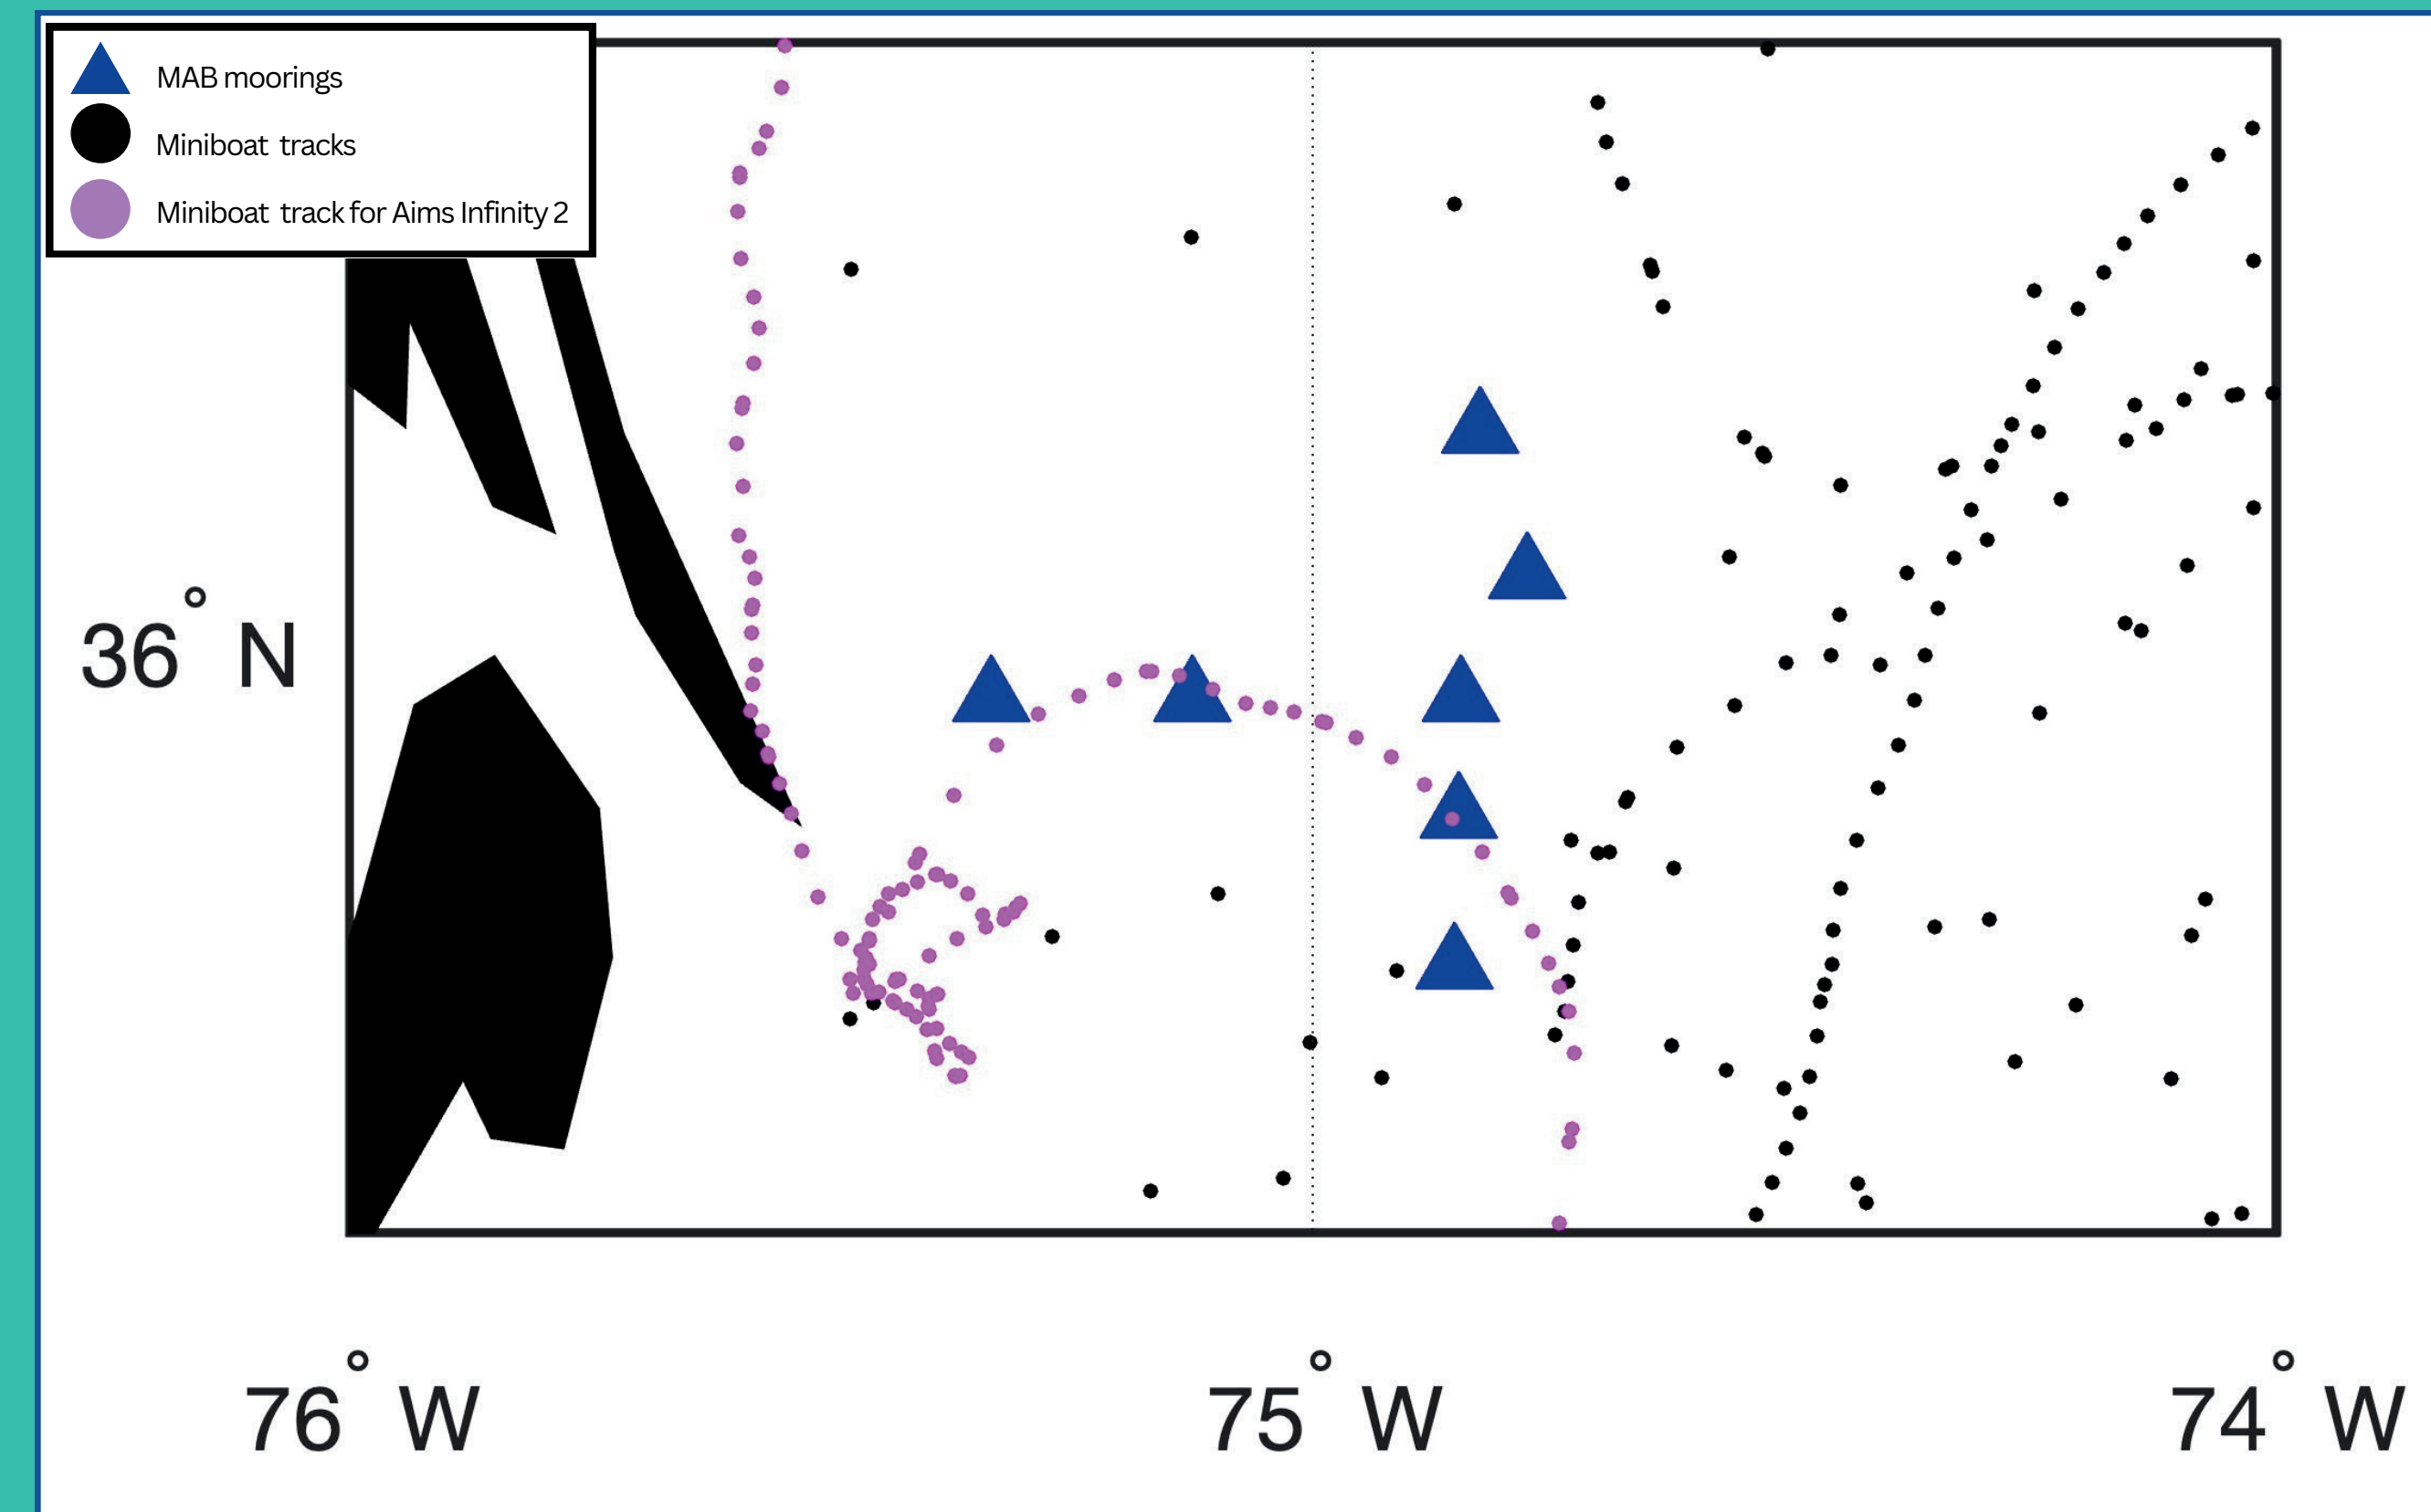 MAB moorings
Miniboat tracks
Miniboat track for Aims Infinity 2
36° N
76° W
75° W
74° W